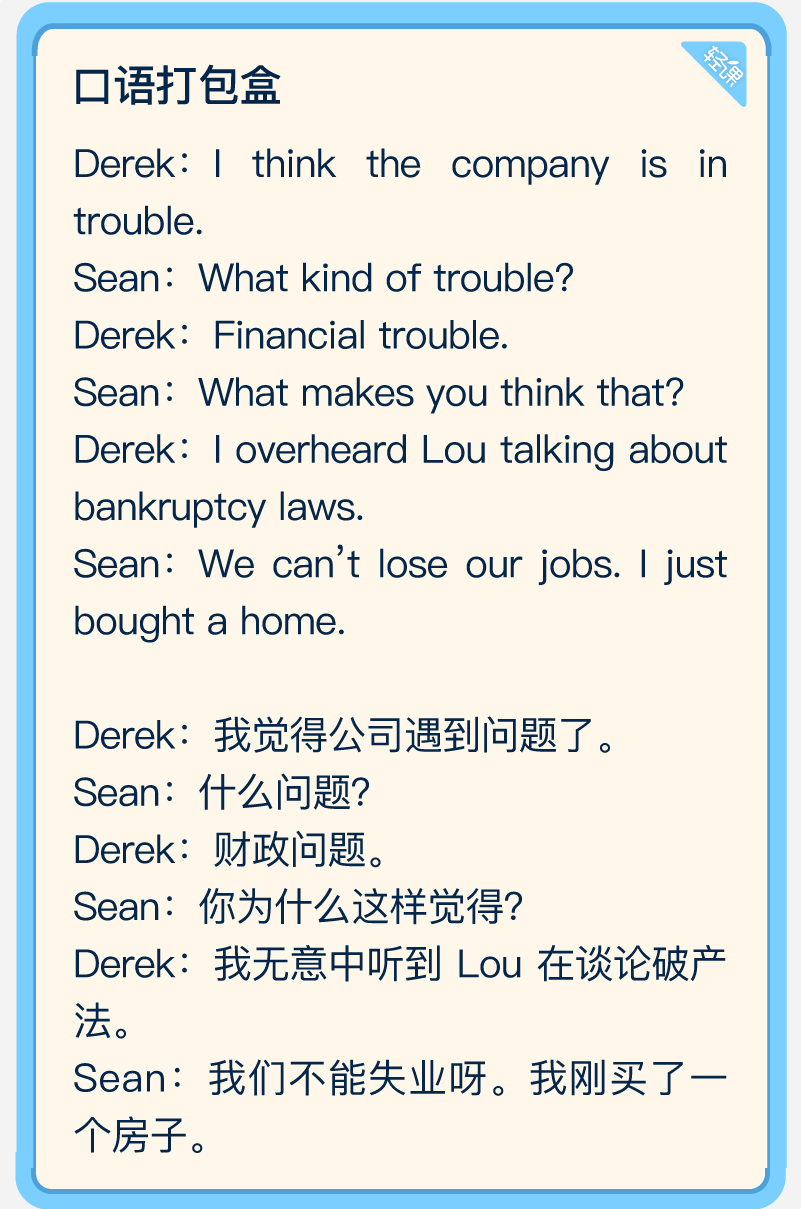 口语打包盒
轻课
Derek：I think the company is in
trouble.
Sean：What kind of trouble?
Derek：Financial trouble.
Sean：What makes you think that?
Derek：I overheard Lou talking about
bankruptcy laws.
Sean：We can’t lose our jobs. I just
bought a home.
Derek：我觉得公司遇到问题了。
Sean：什么问题?
Derek：财政问题。
Sean：你为什么这样觉得?
Derek：我无意中听到 Lou 在谈论破产
法。
Sean：我们不能失业呀。我刚买了一
个房子。